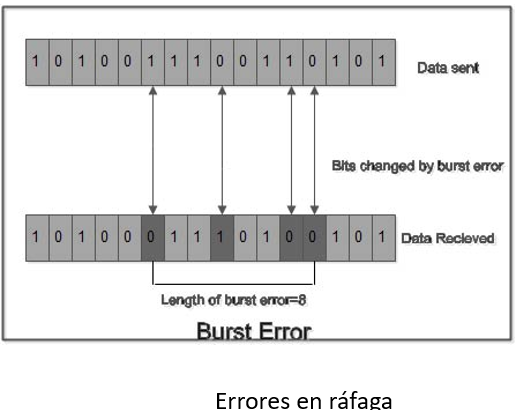 1 0 1 0 0 1 1 1 0 0 1 1 0 1 0 1
Data sent
Bits changed by burst error
1 0 1 0 0 0 1 1 1 0 1 0 0 1 0 1
Data Recieved
Length of burst error=8
Burst Error
Errores en ráfaga